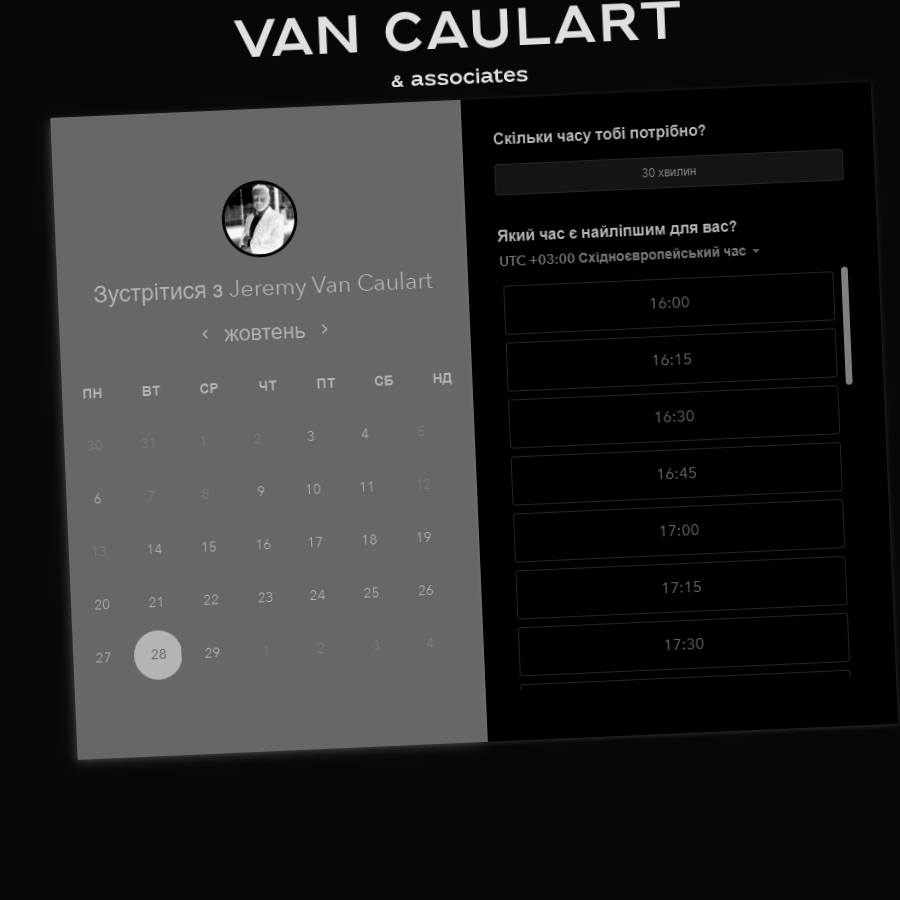 VAN CAULART
& associates
Зустрітися з Jeremy Van Caulart
‹ жовтень ›
ПН ВТ СР ЧТ ПТ СБ НД
30 31 1 2 3 4 5
6 7 8 9 10 11 12
13 14 15 16 17 18 19
20 21 22 23 24 25 26
27 28 29 1 2 3 4
Скільки часу тобі потрібно?
30 хвилин
Який час є найліпшим для вас?
UTC +03:00 Східноєвропейський час
16:00
16:15
16:30
16:45
17:00
17:15
17:30